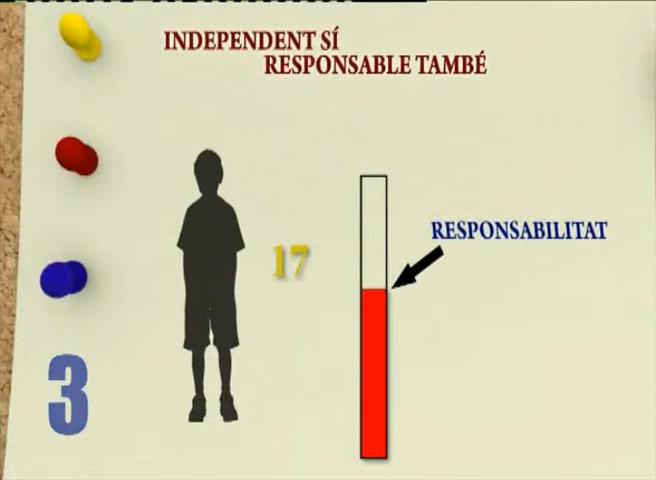 INDEPENDENT SÍ
RESPONSABLE TAMBÉ
17
RESPONSABILITAT
3